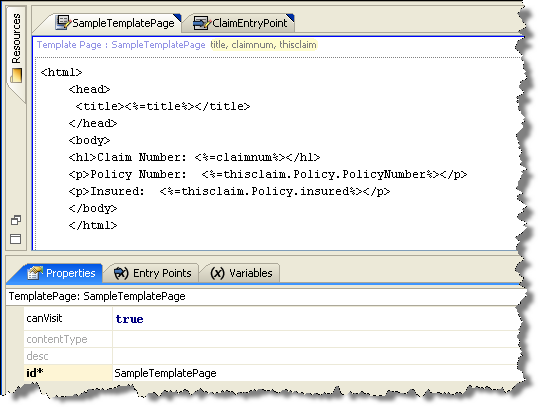 Resources
SampleTemplatePage ClaimEntryPoint
Template Page : SampleTemplatePage title, claimnum, thisclaim
<html>
<head>
<title><%=title%></title>
</head>
<body>
<hl>Claim Number: <%=claimnum%></hl>
<p>Policy Number: <%=thisclaim.Policy.PolicyNumber%></p>
<p>Insured: <%=thisclaim.Policy.insured%></p>
</body>
</html>
Properties Entry Points (x) Variables
TemplatePage: SampleTemplatePage
canVisit true
contentType
desc
id* SampleTemplatePage